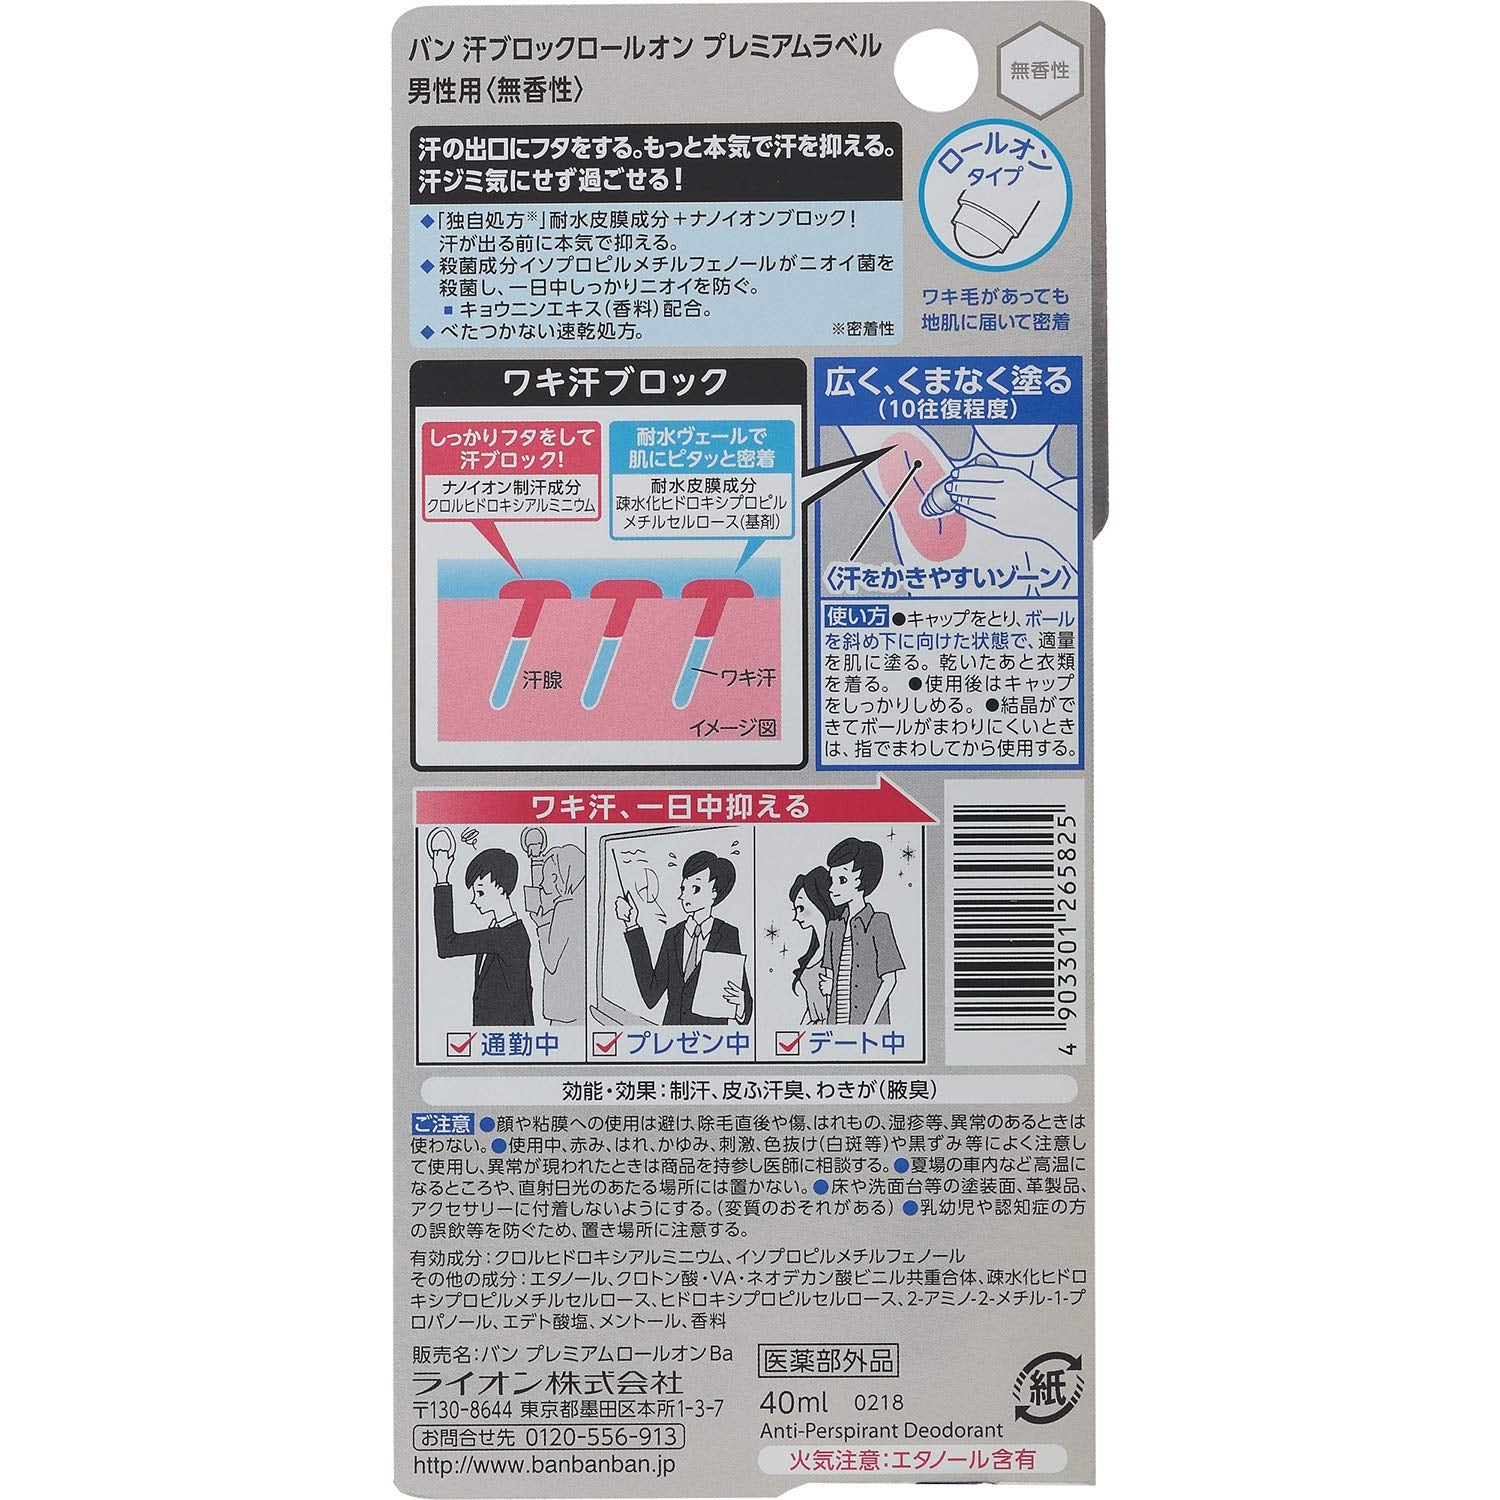 バン 汗ブロックロールオン プレミアムラベル
男性用〈無香性〉
無香性
汗の出口にフタをする。もっと本気で汗を抑える。
汗ジミ気にせず過ごせる!
◆「独自処方※」耐水皮膜成分+ナノイオンブロック!
汗が出る前に本気で抑える。
◆殺菌成分イソプロピルメチルフェノールがニオイ菌を
殺菌し、一日中しっかりニオイを防ぐ。
■ キョウニンエキス(香料)配合。
◆べたつかない速乾処方。
※密着性
ロールオン
タイプ
ワキ毛があっても
地肌に届いて密着
ワキ汗ブロック
しっかりフタをして
汗ブロック!
ナノイオン制汗成分
クロルヒドロキシアルミニウム
耐水ヴェールで
肌にピタッと密着
耐水皮膜成分
疎水化ヒドロキシプロピル
メチルセルロース(基剤)
汗腺
ワキ汗
イメージ図
広く、くまなく塗る
(10往復程度)
〈汗をかきやすいゾーン〉
使い方 ●キャップをとり、ボール
を斜め下に向けた状態で、適量
を肌に塗る。乾いたあと衣類
を着る。 ●使用後はキャップ
をしっかりしめる。 ●結晶がで
きてボールがまわりにくいとき
は、指でまわしてから使用する。
ワキ汗、一日中抑える
通勤中
プレゼン中
デート中
4 903301 265825
効能・効果:制汗、皮ふ汗臭、わきが(腋臭)
ご注意 ●顔や粘膜への使用は避け、除毛直後や傷、はれもの、湿疹等、異常のあるときは
使わない。●使用中、赤み、はれ、かゆみ、刺激、色抜け(白斑等)や黒ずみ等によく注意し
て使用し、異常が現われたときは商品を持参し医師に相談する。●夏場の車内など高温に
なるところや、直射日光のあたる場所には置かない。●床や洗面台等の塗装面、革製品、
アクセサリーに付着しないようにする。(変質のおそれがある) ●乳幼児や認知症の方
の誤飲等を防ぐため、置き場所に注意する。
有効成分:クロルヒドロキシアルミニウム、イソプロピルメチルフェノール
その他の成分:エタノール、クロトン酸・VA・ネオデカン酸ビニル共重合体、疎水化ヒドロ
キシプロピルメチルセルロース、ヒドロキシプロピルセルロース、2-アミノ-2-メチル-1-プ
ロパノール、エデト酸塩、メントール、香料
販売名:バン プレミアムロールオンBa
ライオン株式会社
〒130-8644 東京都墨田区本所1-3-7
お問合せ先 0120-556-913
http://www.banbanban.jp
医薬部外品
40ml 0218
Anti-Perspirant Deodorant
火気注意:エタノール含有
紙